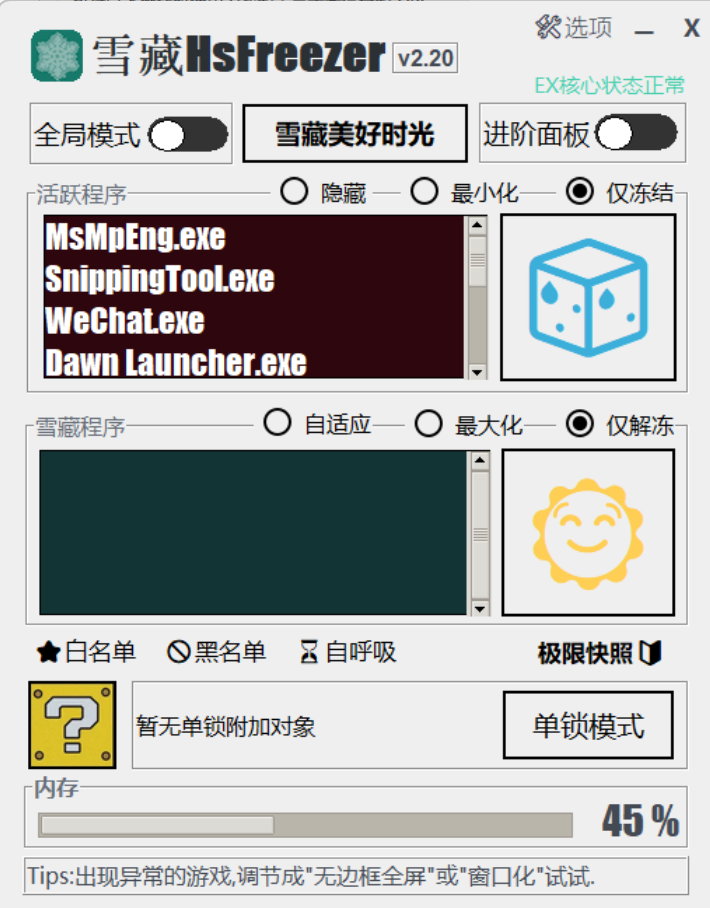 选项
雪藏HsFreezer v2.20
EX核心状态正常
全局模式 雪藏美好时光 进阶面板
活跃程序 隐藏 最小化 仅冻结
MsMpEng.exe
SnippingTool.exe
WeChat.exe
Dawn Launcher.exe
雪藏程序 自适应 最大化 仅解冻
白名单 黑名单 自呼吸 极限快照
暂无单锁附加对象 单锁模式
内存
45 %
Tips:出现异常的游戏,调节成"无边框全屏"或"窗口化"试试.